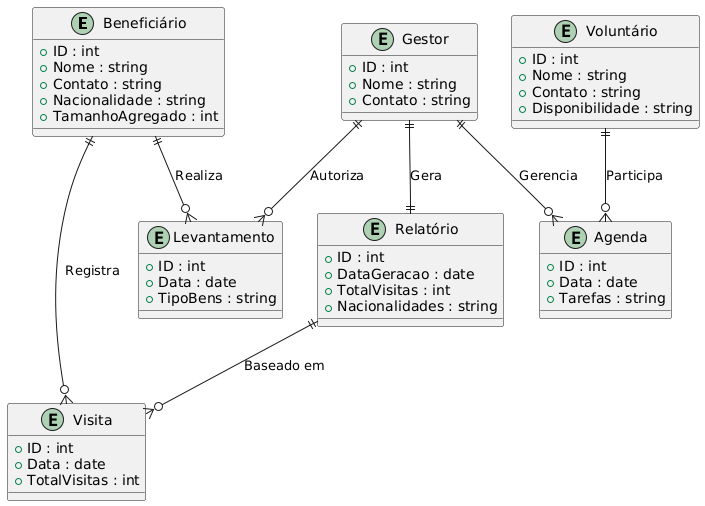 E Beneficiário
ID : int
Nome : string
Contato : string
Nacionalidade : string
TamanhoAgregado : int
E Gestor
ID : int
Nome : string
Contato : string
E Voluntário
ID : int
Nome : string
Contato : string
Disponibilidade : string
Realiza
Autoriza
Gera
Gerencia
Participa
Registra
E Levantamento
ID : int
Data : date
TipoBens : string
E Relatório
ID : int
DataGeracao : date
TotalVisitas : int
Nacionalidades : string
E Agenda
ID : int
Data : date
Tarefas : string
Baseado em
E Visita
ID : int
Data : date
TotalVisitas : int